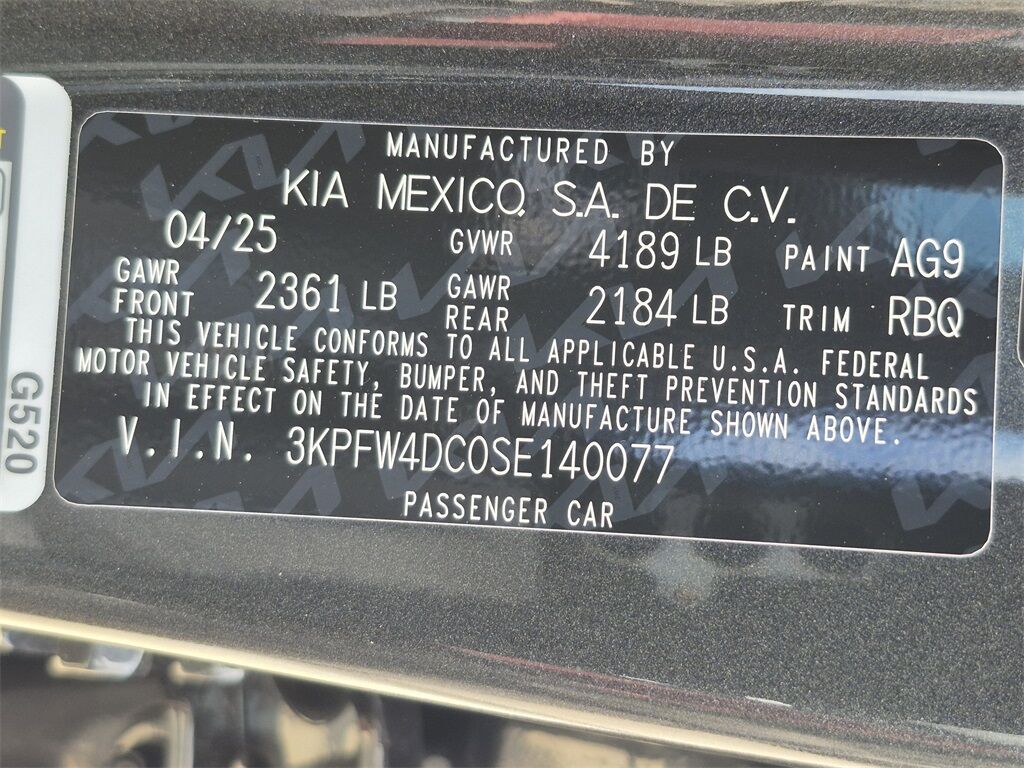 MANUFACTURED BY
KIA MEXICO, S.A. DE C.V.
04/25 GVWR 4189 LB PAINT AG9
GAWR FRONT 2361 LB GAWR REAR 2184 LB TRIM RBQ
THIS VEHICLE CONFORMS TO ALL APPLICABLE U.S.A. FEDERAL
MOTOR VEHICLE SAFETY, BUMPER, AND THEFT PREVENTION STANDARDS
IN EFFECT ON THE DATE OF MANUFACTURE SHOWN ABOVE.
V.I.N. 3KPFW4DC0SE140077
PASSENGER CAR
G520